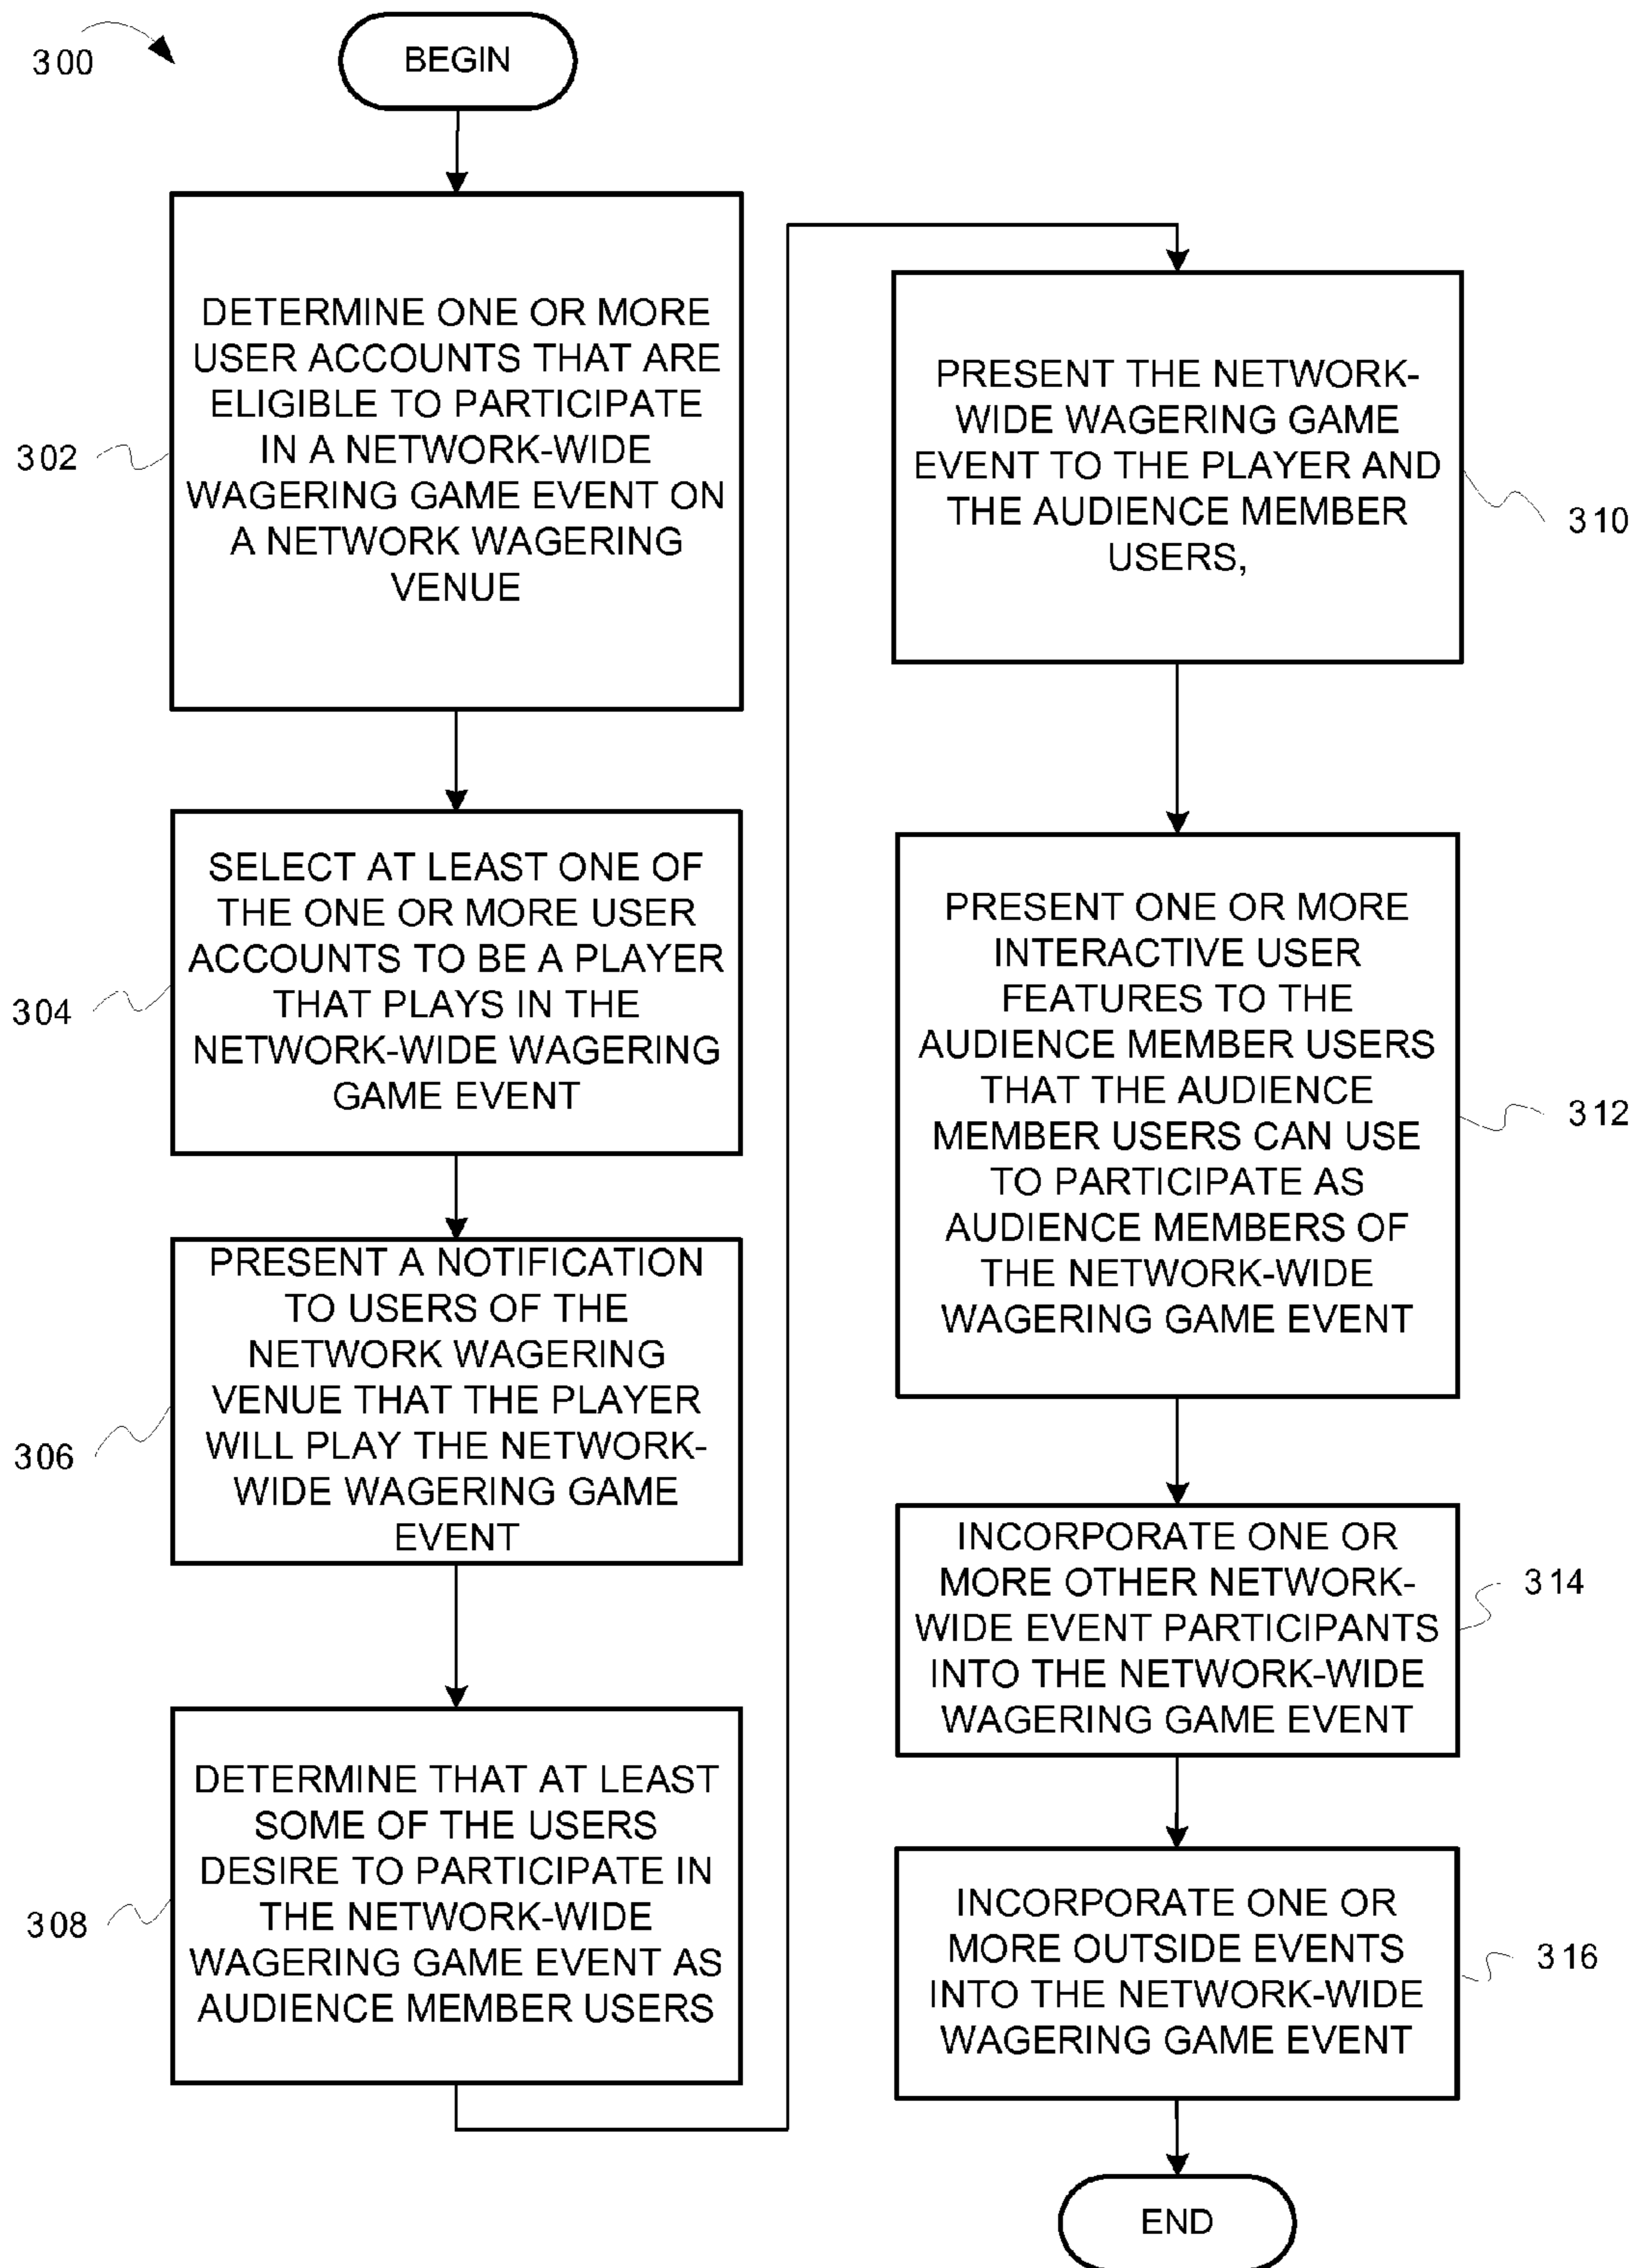 300
BEGIN
302
DETERMINE ONE OR MORE
USER ACCOUNTS THAT ARE
ELIGIBLE TO PARTICIPATE
IN A NETWORK-WIDE
WAGERING GAME EVENT ON
A NETWORK WAGERING
VENUE
304
SELECT AT LEAST ONE OF
THE ONE OR MORE USER
ACCOUNTS TO BE A PLAYER
THAT PLAYS IN THE
NETWORK-WIDE WAGERING
GAME EVENT
306
PRESENT A NOTIFICATION
TO USERS OF THE
NETWORK WAGERING
VENUE THAT THE PLAYER
WILL PLAY THE NETWORK-
WIDE WAGERING GAME
EVENT
308
DETERMINE THAT AT LEAST
SOME OF THE USERS
DESIRE TO PARTICIPATE IN
THE NETWORK-WIDE
WAGERING GAME EVENT AS
AUDIENCE MEMBER USERS
PRESENT THE NETWORK-
WIDE WAGERING GAME
EVENT TO THE PLAYER AND
THE AUDIENCE MEMBER
USERS,
310
PRESENT ONE OR MORE
INTERACTIVE USER
FEATURES TO THE
AUDIENCE MEMBER USERS
THAT THE AUDIENCE
MEMBER USERS CAN USE
TO PARTICIPATE AS
AUDIENCE MEMBERS OF
THE NETWORK-WIDE
WAGERING GAME EVENT
312
INCORPORATE ONE OR
MORE OTHER NETWORK-
WIDE EVENT PARTICIPANTS
INTO THE NETWORK-WIDE
WAGERING GAME EVENT
314
INCORPORATE ONE OR
MORE OUTSIDE EVENTS
INTO THE NETWORK-WIDE
WAGERING GAME EVENT
316
END